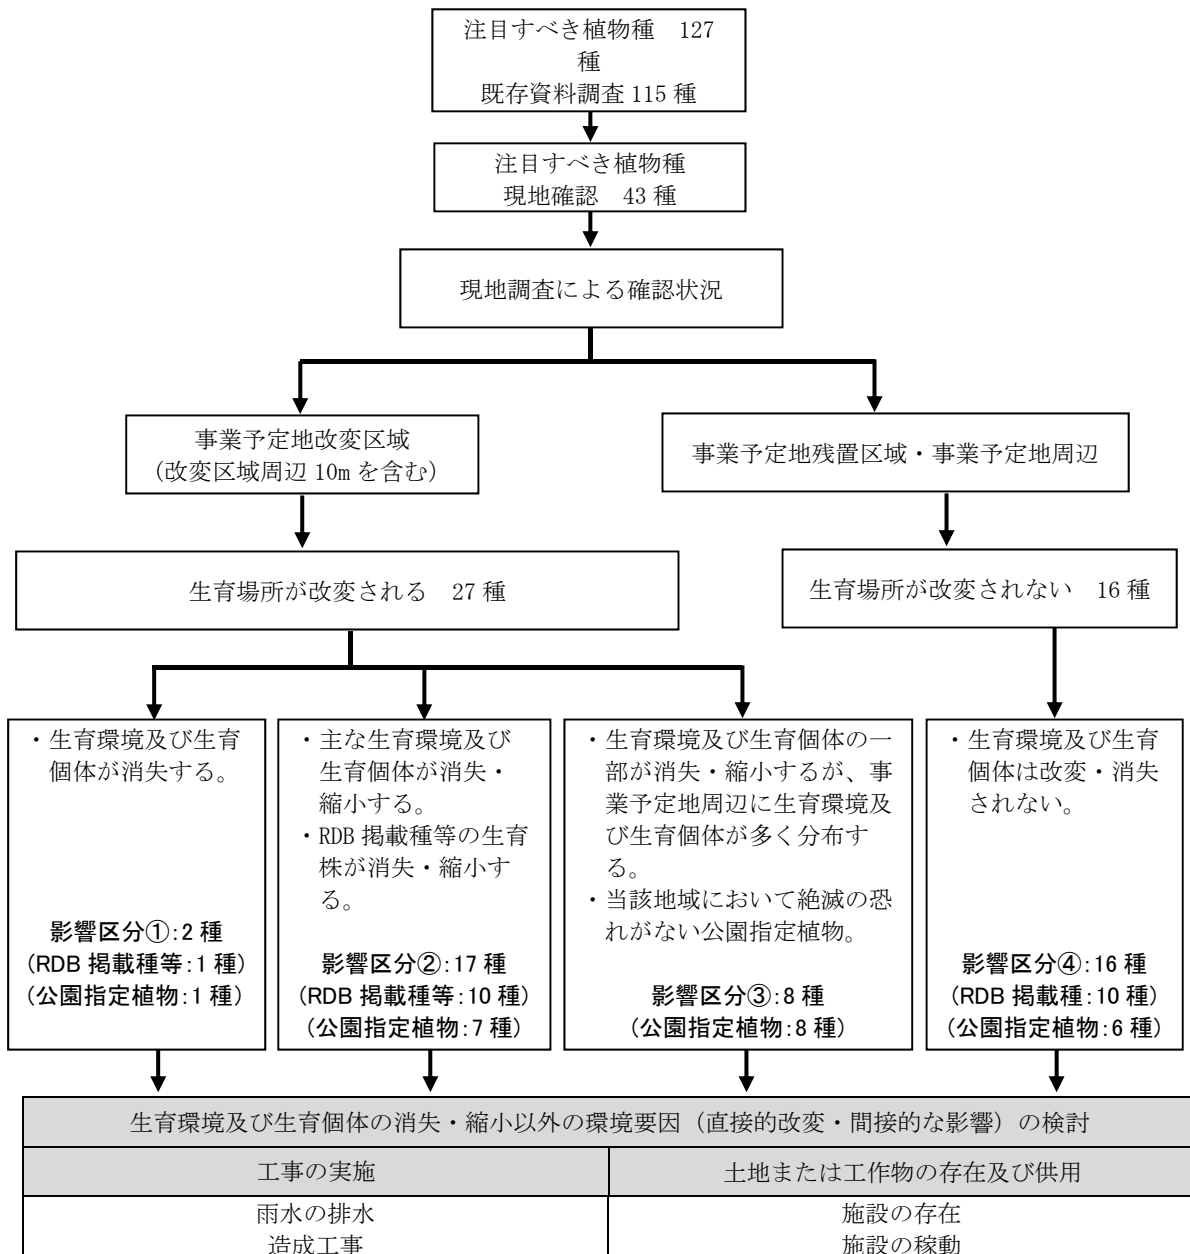 注目すべき植物種　127
種
既存資料調査 115 種
注目すべき植物種
現地確認　43 種
現地調査による確認状況
事業予定地改変区域
(改変区域周辺 10m を含む)
事業予定地残置区域・事業予定地周辺
生育場所が改変される　27 種
生育場所が改変されない　16 種
・生育環境及び生育
個体が消失する。
影響区分①:2 種
(RDB 掲載種等:1 種)
(公園指定植物:1 種)
・主な生育環境及び
生育個体が消失・
縮小する。
・RDB 掲載種等の生育
株が消失・縮小す
る。
影響区分②:17 種
(RDB 掲載種等:10 種)
(公園指定植物:7 種)
・生育環境及び生育個体の一
部が消失・縮小するが、事
業予定地周辺に生育環境及
び生育個体が多く分布す
る。
・当該地域において絶滅の恐
れがない公園指定植物。
影響区分③:8 種
(公園指定植物:8 種)
・生育環境及び生育
個体は改変・消失
されない。
影響区分④:16 種
(RDB 掲載種:10 種)
(公園指定植物:6 種)
生育環境及び生育個体の消失・縮小以外の環境要因（直接的改変・間接的な影響）の検討
工事の実施
土地または工作物の存在及び供用
雨水の排水
造成工事
施設の存在
施設の稼動